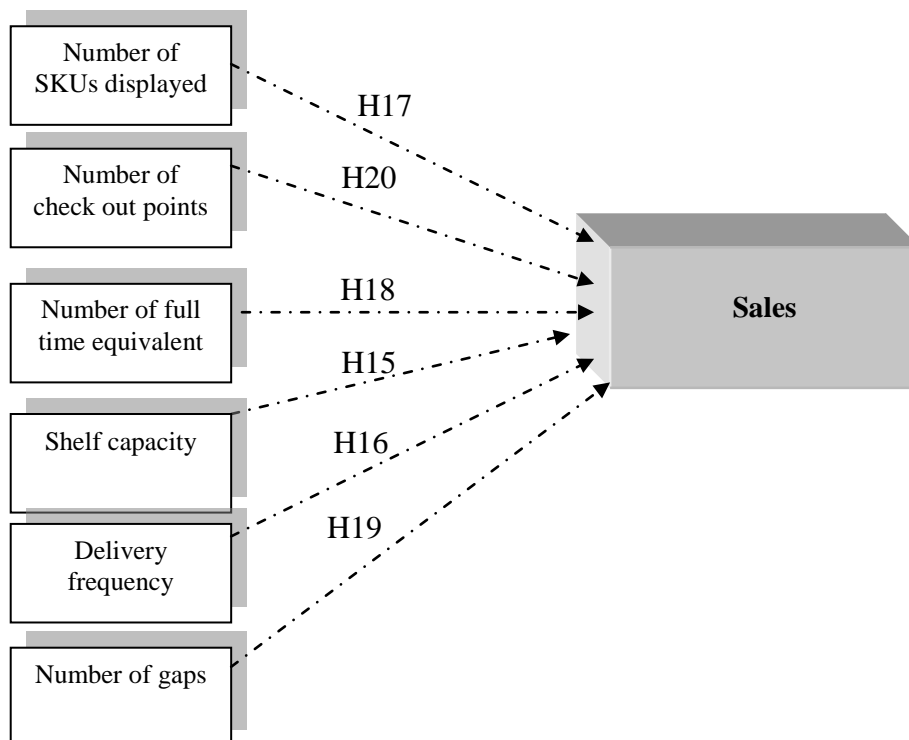 Number of
SKUs displayed
H17
Number of
check out points
H20
Number of full
time equivalent
H18
Sales
Shelf capacity
H15
Delivery
frequency
H16
Number of gaps
H19